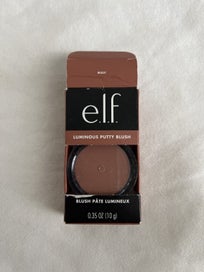 e.l.f.
LUMINOUS PUTTY BLUSH
BLUSH PÂTE LUMINEUX
0.35 OZ (10 g)